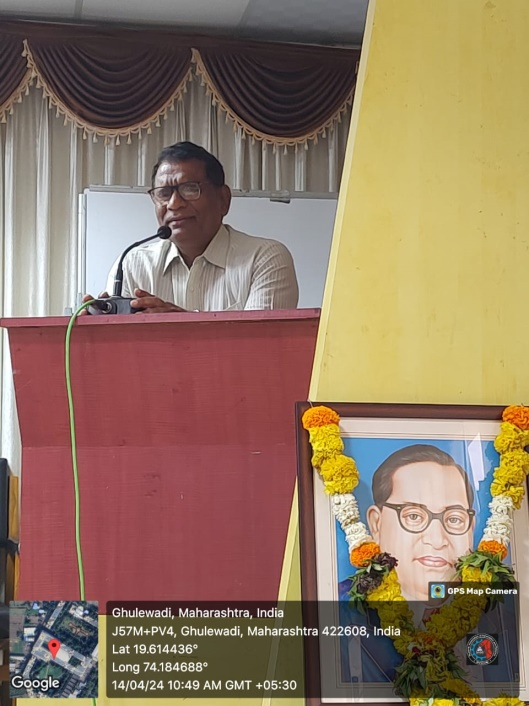 GPS Map Camera
Ghulewadi, Maharashtra, India
J57M+PV4, Ghulewadi, Maharashtra 422608, India
Lat 19.614436°
Long 74.184688°
14/04/24 10:49 AM GMT +05:30
Google